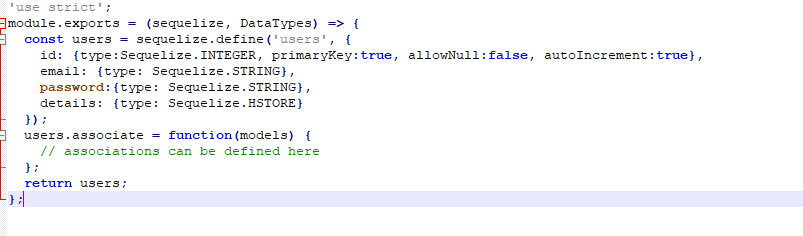 'use strict';
module.exports = (sequelize, DataTypes) => {
  const users = sequelize.define('users', {
    id: {type:Sequelize.INTEGER, primaryKey:true, allowNull:false, autoIncrement:true},
    email: {type: Sequelize.STRING},
    password:{type: Sequelize.STRING},
    details: {type: Sequelize.HSTORE}
  });
  users.associate = function(models) {
    // associations can be defined here
  };
  return users;
};